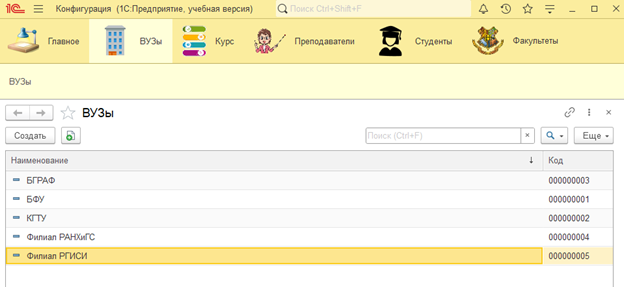 1С Конфигурация (1С:Предприятие, учебная версия) Поиск Ctrl+Shift+F
Главное ВУЗы Курс Преподаватели Студенты Факультеты
ВУЗы
ВУЗы
Создать Поиск (Ctrl+F) × Еще
Наименование ↓ Код
БГРАФ 000000003
БФУ 000000001
КГТУ 000000002
Филиал РАНХиГС 000000004
Филиал РГИСИ 000000005